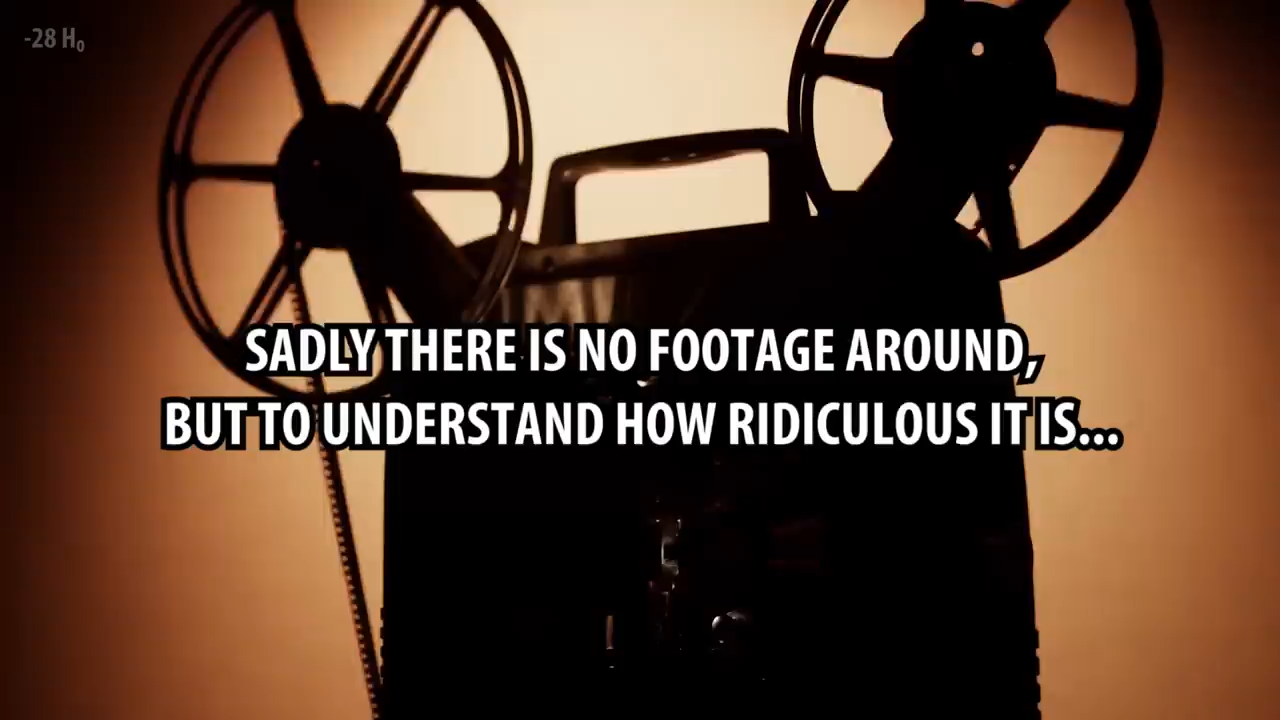 -28 H₀
SADLY THERE IS NO FOOTAGE AROUND,
BUT TO UNDERSTAND HOW RIDICULOUS IT IS...